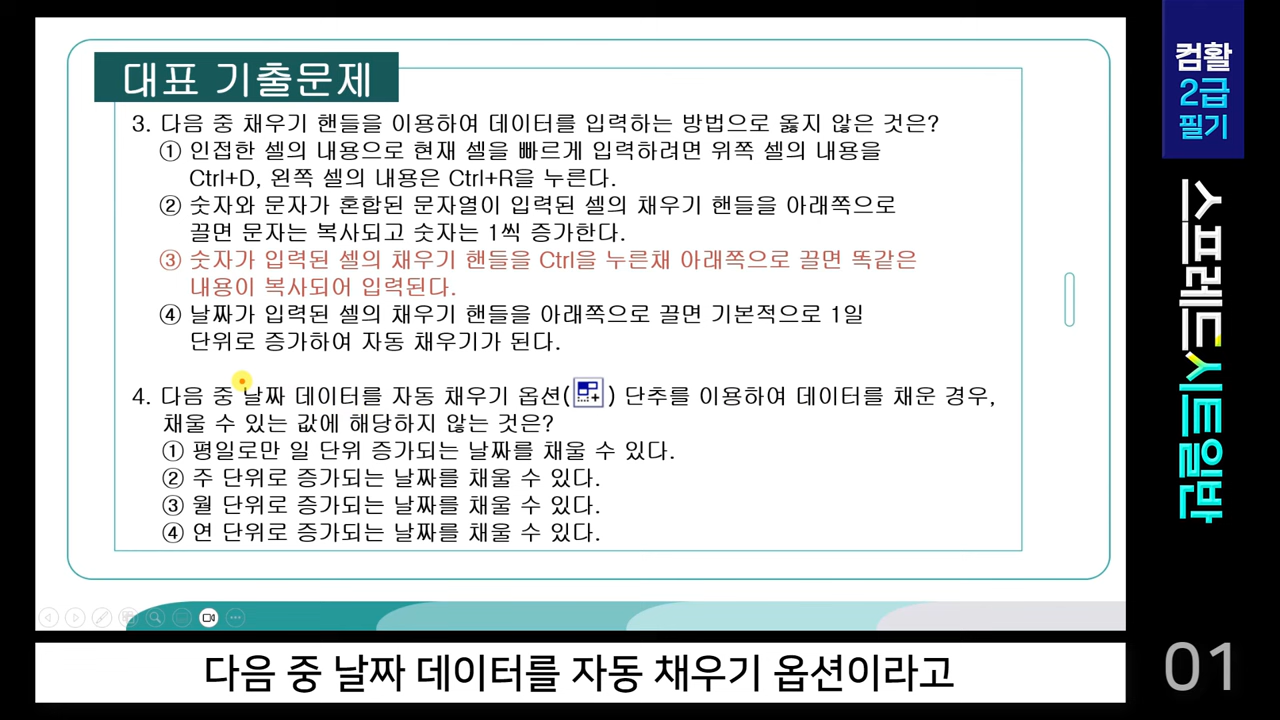 대표 기출문제
3. 다음 중 채우기 핸들을 이용하여 데이터를 입력하는 방법으로 옳지 않은 것은?
① 인접한 셀의 내용으로 현재 셀을 빠르게 입력하려면 위쪽 셀의 내용을
Ctrl+D, 왼쪽 셀의 내용은 Ctrl+R을 누른다.
② 숫자와 문자가 혼합된 문자열이 입력된 셀의 채우기 핸들을 아래쪽으로
끌면 문자는 복사되고 숫자는 1씩 증가한다.
③ 숫자가 입력된 셀의 채우기 핸들을 Ctrl을 누른채 아래쪽으로 끌면 똑같은
내용이 복사되어 입력된다.
④ 날짜가 입력된 셀의 채우기 핸들을 아래쪽으로 끌면 기본적으로 1일
단위로 증가하여 자동 채우기가 된다.
4. 다음 중 날짜 데이터를 자동 채우기 옵션( ) 단추를 이용하여 데이터를 채운 경우,
채울 수 있는 값에 해당하지 않는 것은?
① 평일로만 일 단위 증가되는 날짜를 채울 수 있다.
② 주 단위로 증가되는 날짜를 채울 수 있다.
③ 월 단위로 증가되는 날짜를 채울 수 있다.
④ 연 단위로 증가되는 날짜를 채울 수 있다.
다음 중 날짜 데이터를 자동 채우기 옵션이라고
컴활
2급
필기
스프레드시트일반
01